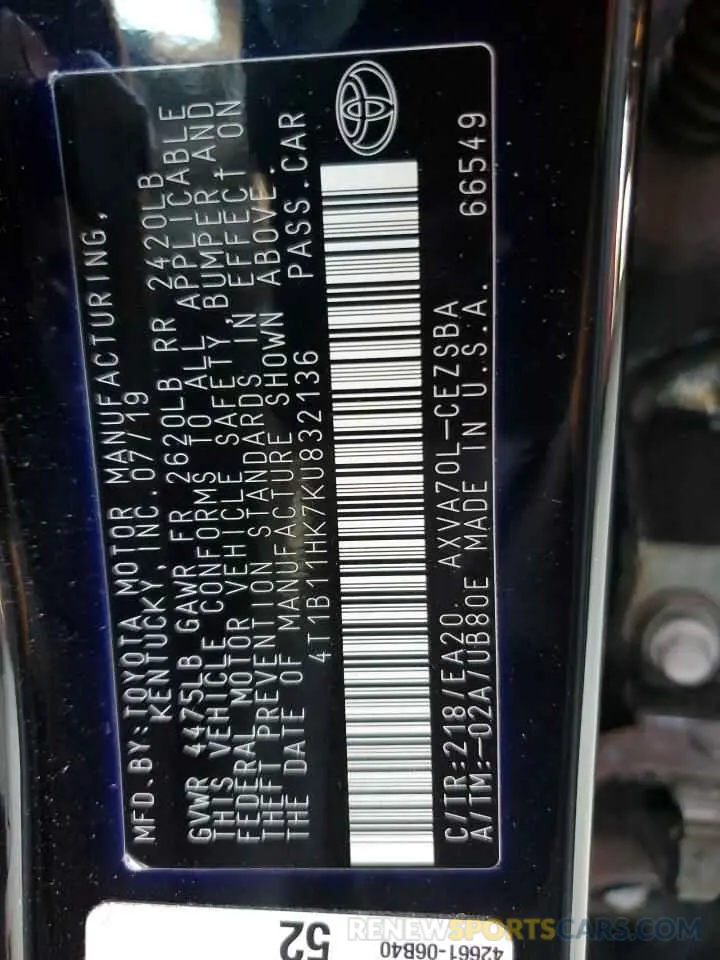 MFD.BY:TOYOTA MOTOR MANUFACTURING,
KENTUCKY,INC.07/19
GVWR 4475LB GAWR FR 2620LB RR 2420LB
THIS VEHICLE CONFORMS TO ALL APPLICABLE
FEDERAL MOTOR VEHICLE SAFETY,BUMPER,AND
THEFT PREVENTION STANDARDS IN EFFECT ON
THE DATE OF MANUFACTURE SHOWN ABOVE.
4T1B11HK7KU832136 PASS.CAR
C/TR:218/EA20. AXVA70L-CEZSBA
A/TM:-02A/UB80E MADE IN U.S.A. 66549
52
42661-06B40
RENEWSPORTSCARS.COM